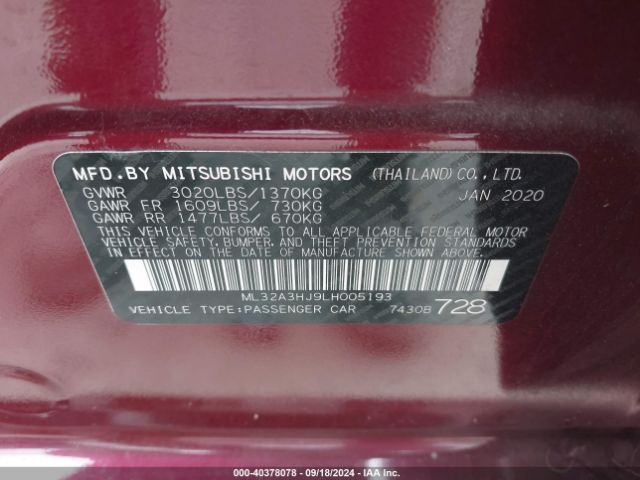 MFD.BY MITSUBISHI MOTORS (THAILAND)CO.,LTD.
GVWR 3020LBS/1370KG JAN 2020
GAWR FR 1609LBS/ 730KG
GAWR RR 1477LBS/ 670KG
THIS VEHICLE CONFORMS TO ALL APPLICABLE FEDERAL MOTOR
VEHICLE SAFETY, BUMPER, AND THEFT PREVENTION STANDARDS
IN EFFECT ON THE DATE OF MANUFACTURE SHOWN ABOVE.
ML32A3HJ9LH005193
VEHICLE TYPE:PASSENGER CAR 7430B 728
000-40378078 - 09/18/2024 - IAA Inc.